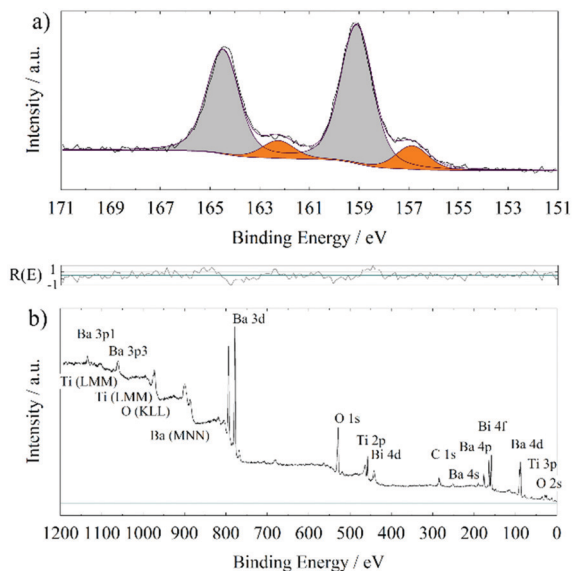 a)
Intensity / a.u.
171 169 167 165 163 161 159 157 155 153 151
Binding Energy / eV
R(E)
1
-1
b)
Intensity / a.u.
Ba 3p1
Ba 3p3
Ti (LMM)
Ti (LMM)
O (KLL)
Ba (MNN)
Ba 3d
O 1s
Ti 2p
Bi 4d
C 1s
Ba 4s
Ba 4p
Bi 4f
Ba 4d
Ti 3p
O 2s
1200 1100 1000 900 800 700 600 500 400 300 200 100 0
Binding Energy / eV